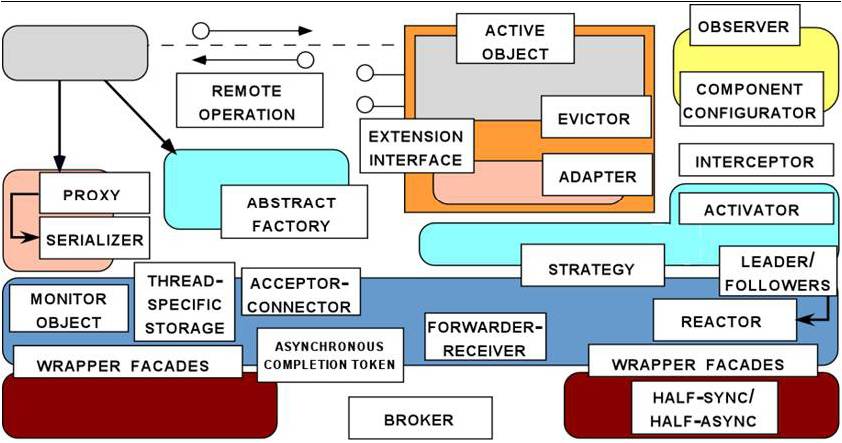 OBSERVER
ACTIVE
OBJECT
REMOTE
OPERATION
COMPONENT
CONFIGURATOR
EVICTOR
EXTENSION
INTERFACE
INTERCEPTOR
ADAPTER
PROXY
ABSTRACT
FACTORY
ACTIVATOR
SERIALIZER
STRATEGY
LEADER/
FOLLOWERS
THREAD-
SPECIFIC
STORAGE
ACCEPTOR-
CONNECTOR
MONITOR
OBJECT
FORWARDER-
RECEIVER
REACTOR
ASYNCHRONOUS
COMPLETION TOKEN
WRAPPER FACADES
WRAPPER FACADES
HALF-SYNC/
HALF-ASYNC
BROKER